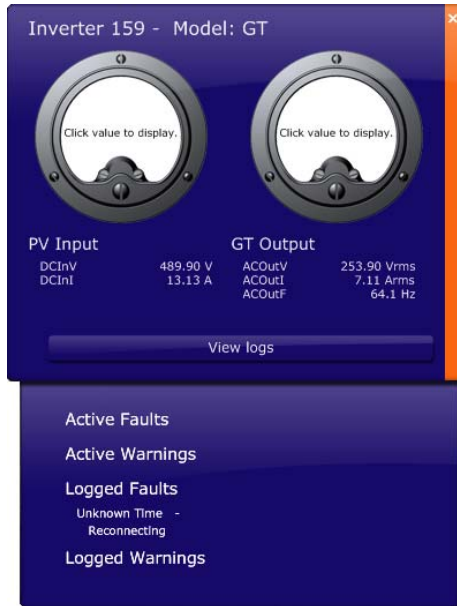 Inverter 159 - Model: GT
×
Click value to display.
Click value to display.
PV Input
DCInV 489.90 V
DCInI 13.13 A
GT Output
ACOutV 253.90 Vrms
ACOutI 7.11 Arms
ACOutF 64.1 Hz
View logs
Active Faults
Active Warnings
Logged Faults
Unknown Time -
Reconnecting
Logged Warnings